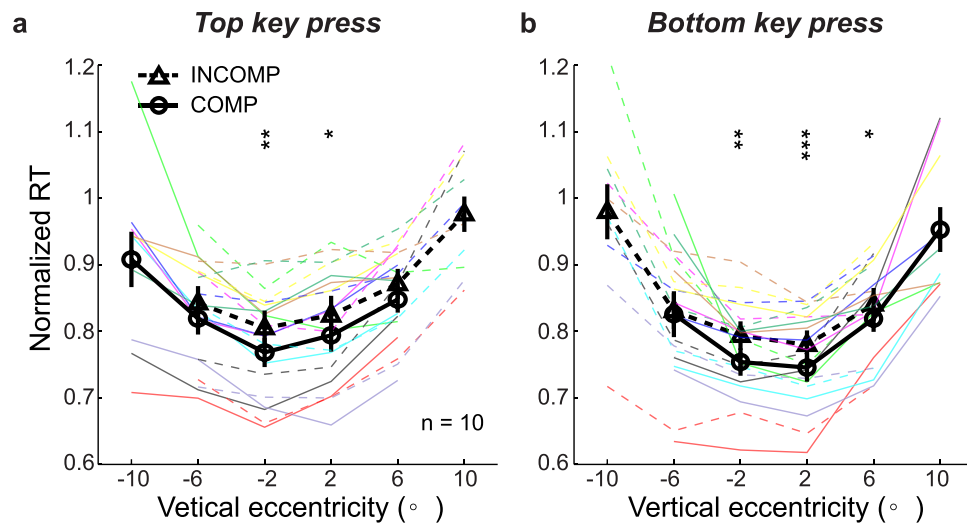 a Top key press
b Bottom key press
Normalized RT
1.2
1.1
1
0.9
0.8
0.7
0.6
INCOMP
COMP
**
*
n = 10
-10 -6 -2 2 6 10
Vetical eccentricity (° )
1.2
1.1
1
0.9
0.8
0.7
0.6
**
***
*
-10 -6 -2 2 6 10
Vertical eccentricity (° )